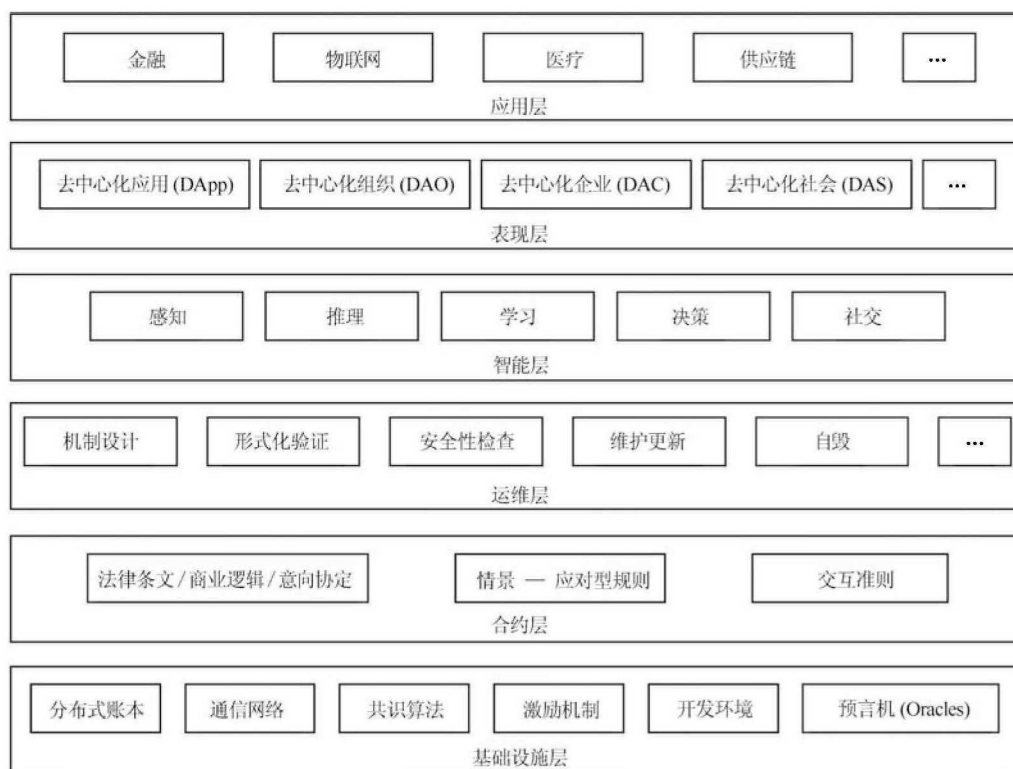 金融 物联网 医疗 供应链 …
应用层
去中心化应用 (DApp) 去中心化组织 (DAO) 去中心化企业 (DAC) 去中心化社会 (DAS) …
表现层
感知 推理 学习 决策 社交
智能层
机制设计 形式化验证 安全性检查 维护更新 自毁 …
运维层
法律条文 / 商业逻辑 / 意向协定 情景 — 应对型规则 交互准则
合约层
分布式账本 通信网络 共识算法 激励机制 开发环境 预言机 (Oracles)
基础设施层